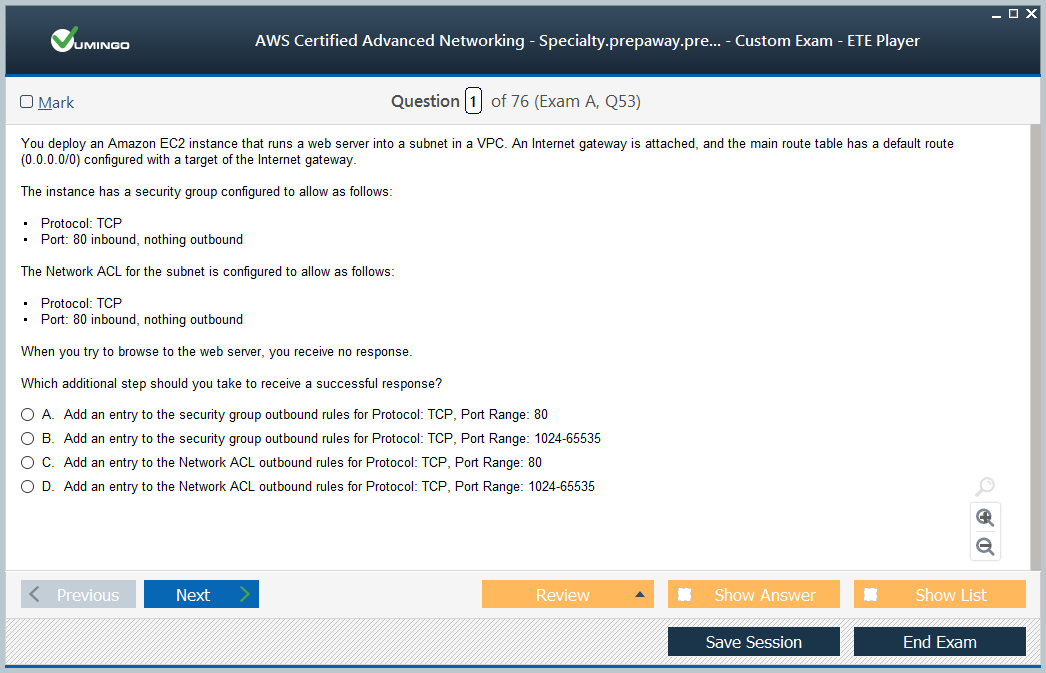 VUMINGO
AWS Certified Advanced Networking - Specialty.prepaway.pre... - Custom Exam - ETE Player
Mark
Question 1 of 76 (Exam A, Q53)
You deploy an Amazon EC2 instance that runs a web server into a subnet in a VPC. An Internet gateway is attached, and the main route table has a default route
(0.0.0.0/0) configured with a target of the Internet gateway.
The instance has a security group configured to allow as follows:
▪ Protocol: TCP
▪ Port: 80 inbound, nothing outbound
The Network ACL for the subnet is configured to allow as follows:
▪ Protocol: TCP
▪ Port: 80 inbound, nothing outbound
When you try to browse to the web server, you receive no response.
Which additional step should you take to receive a successful response?
A. Add an entry to the security group outbound rules for Protocol: TCP, Port Range: 80
B. Add an entry to the security group outbound rules for Protocol: TCP, Port Range: 1024-65535
C. Add an entry to the Network ACL outbound rules for Protocol: TCP, Port Range: 80
D. Add an entry to the Network ACL outbound rules for Protocol: TCP, Port Range: 1024-65535
Previous Next Review Show Answer Show List
Save Session End Exam